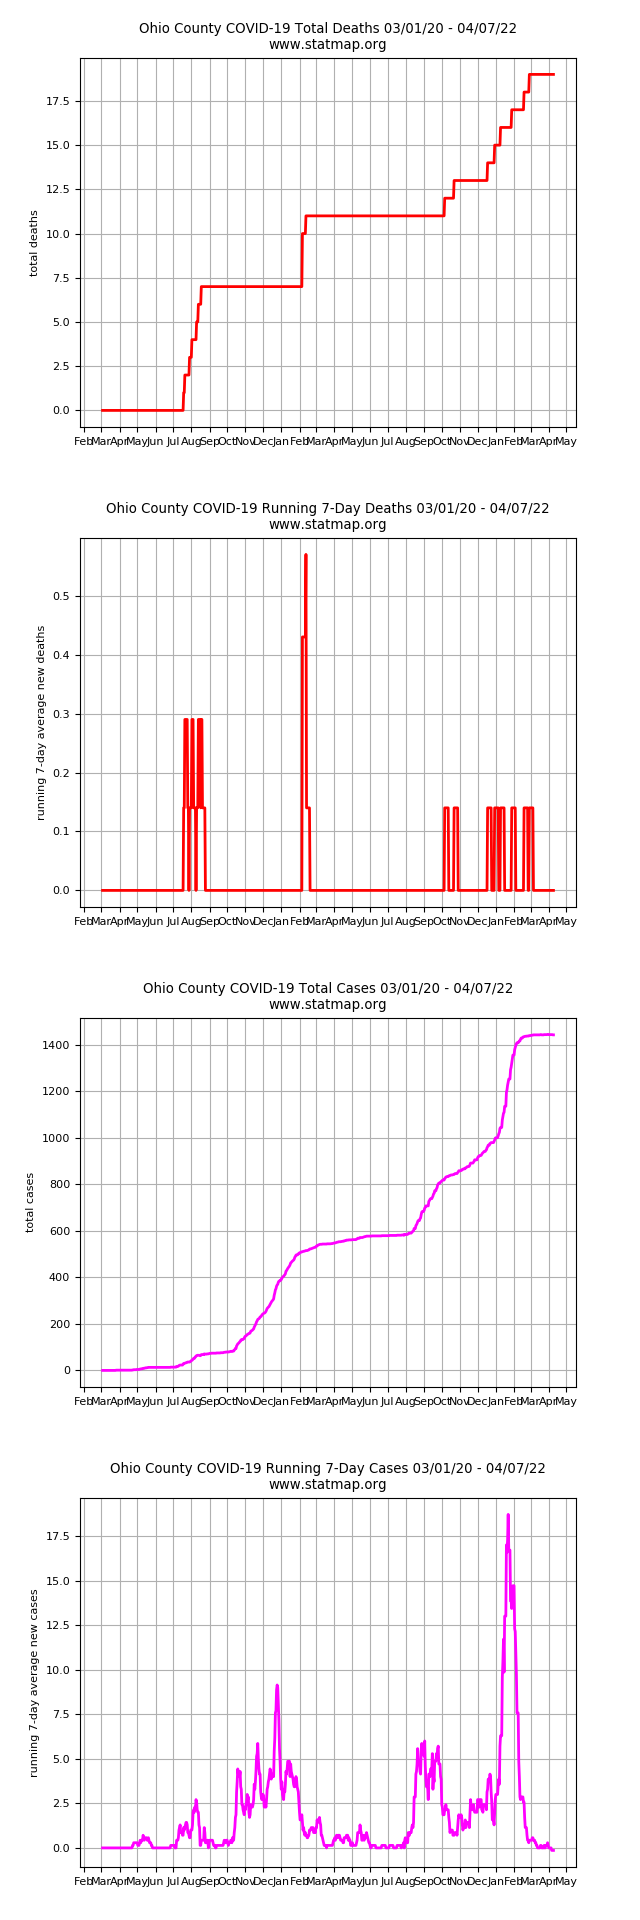 Ohio County COVID-19 Total Deaths 03/01/20 - 04/07/22
www.statmap.org
total deaths
17.5
15.0
12.5
10.0
7.5
5.0
2.5
0.0
Feb Mar Apr May Jun Jul Aug Sep Oct Nov Dec Jan Feb Mar Apr May Jun Jul Aug Sep Oct Nov Dec Jan Feb Mar Apr May
Ohio County COVID-19 Running 7-Day Deaths 03/01/20 - 04/07/22
www.statmap.org
running 7-day average new deaths
0.5
0.4
0.3
0.2
0.1
0.0
Feb Mar Apr May Jun Jul Aug Sep Oct Nov Dec Jan Feb Mar Apr May Jun Jul Aug Sep Oct Nov Dec Jan Feb Mar Apr May
Ohio County COVID-19 Total Cases 03/01/20 - 04/07/22
www.statmap.org
total cases
1400
1200
1000
800
600
400
200
0
Feb Mar Apr May Jun Jul Aug Sep Oct Nov Dec Jan Feb Mar Apr May Jun Jul Aug Sep Oct Nov Dec Jan Feb Mar Apr May
Ohio County COVID-19 Running 7-Day Cases 03/01/20 - 04/07/22
www.statmap.org
running 7-day average new cases
17.5
15.0
12.5
10.0
7.5
5.0
2.5
0.0
Feb Mar Apr May Jun Jul Aug Sep Oct Nov Dec Jan Feb Mar Apr May Jun Jul Aug Sep Oct Nov Dec Jan Feb Mar Apr May